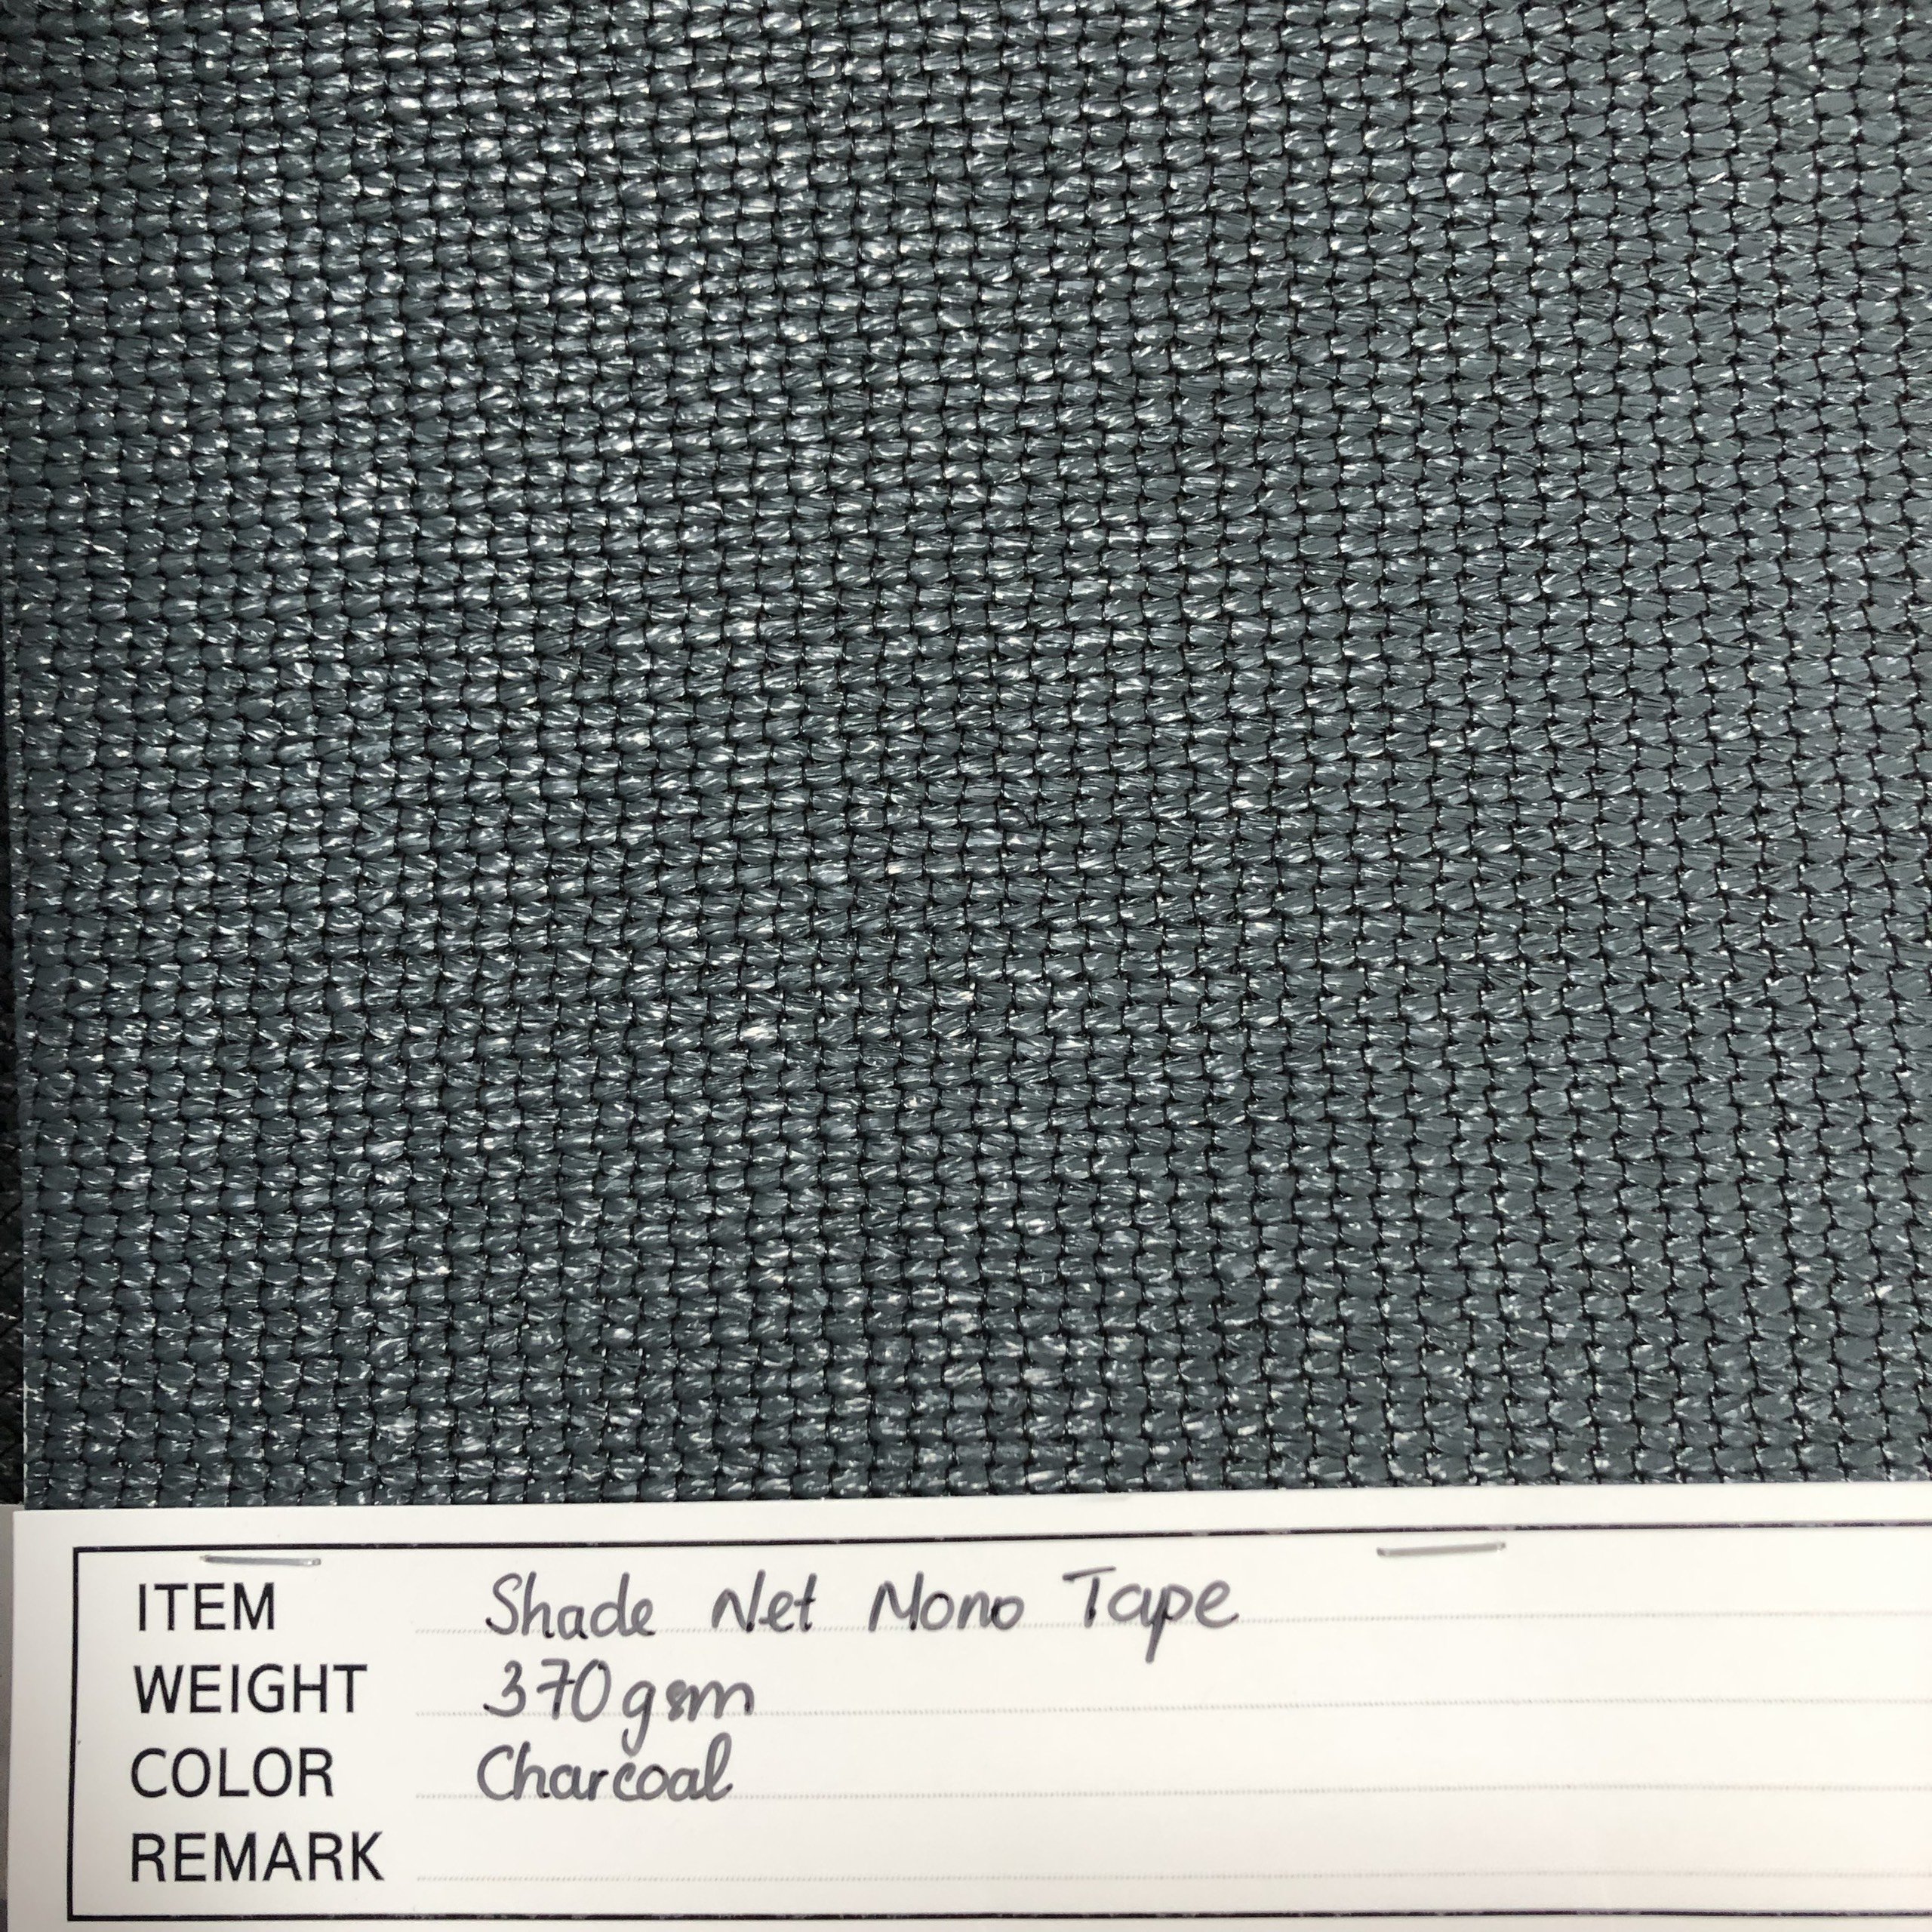 ITEM Shade Net Mono Tape
WEIGHT 370gsm
COLOR Charcoal
REMARK